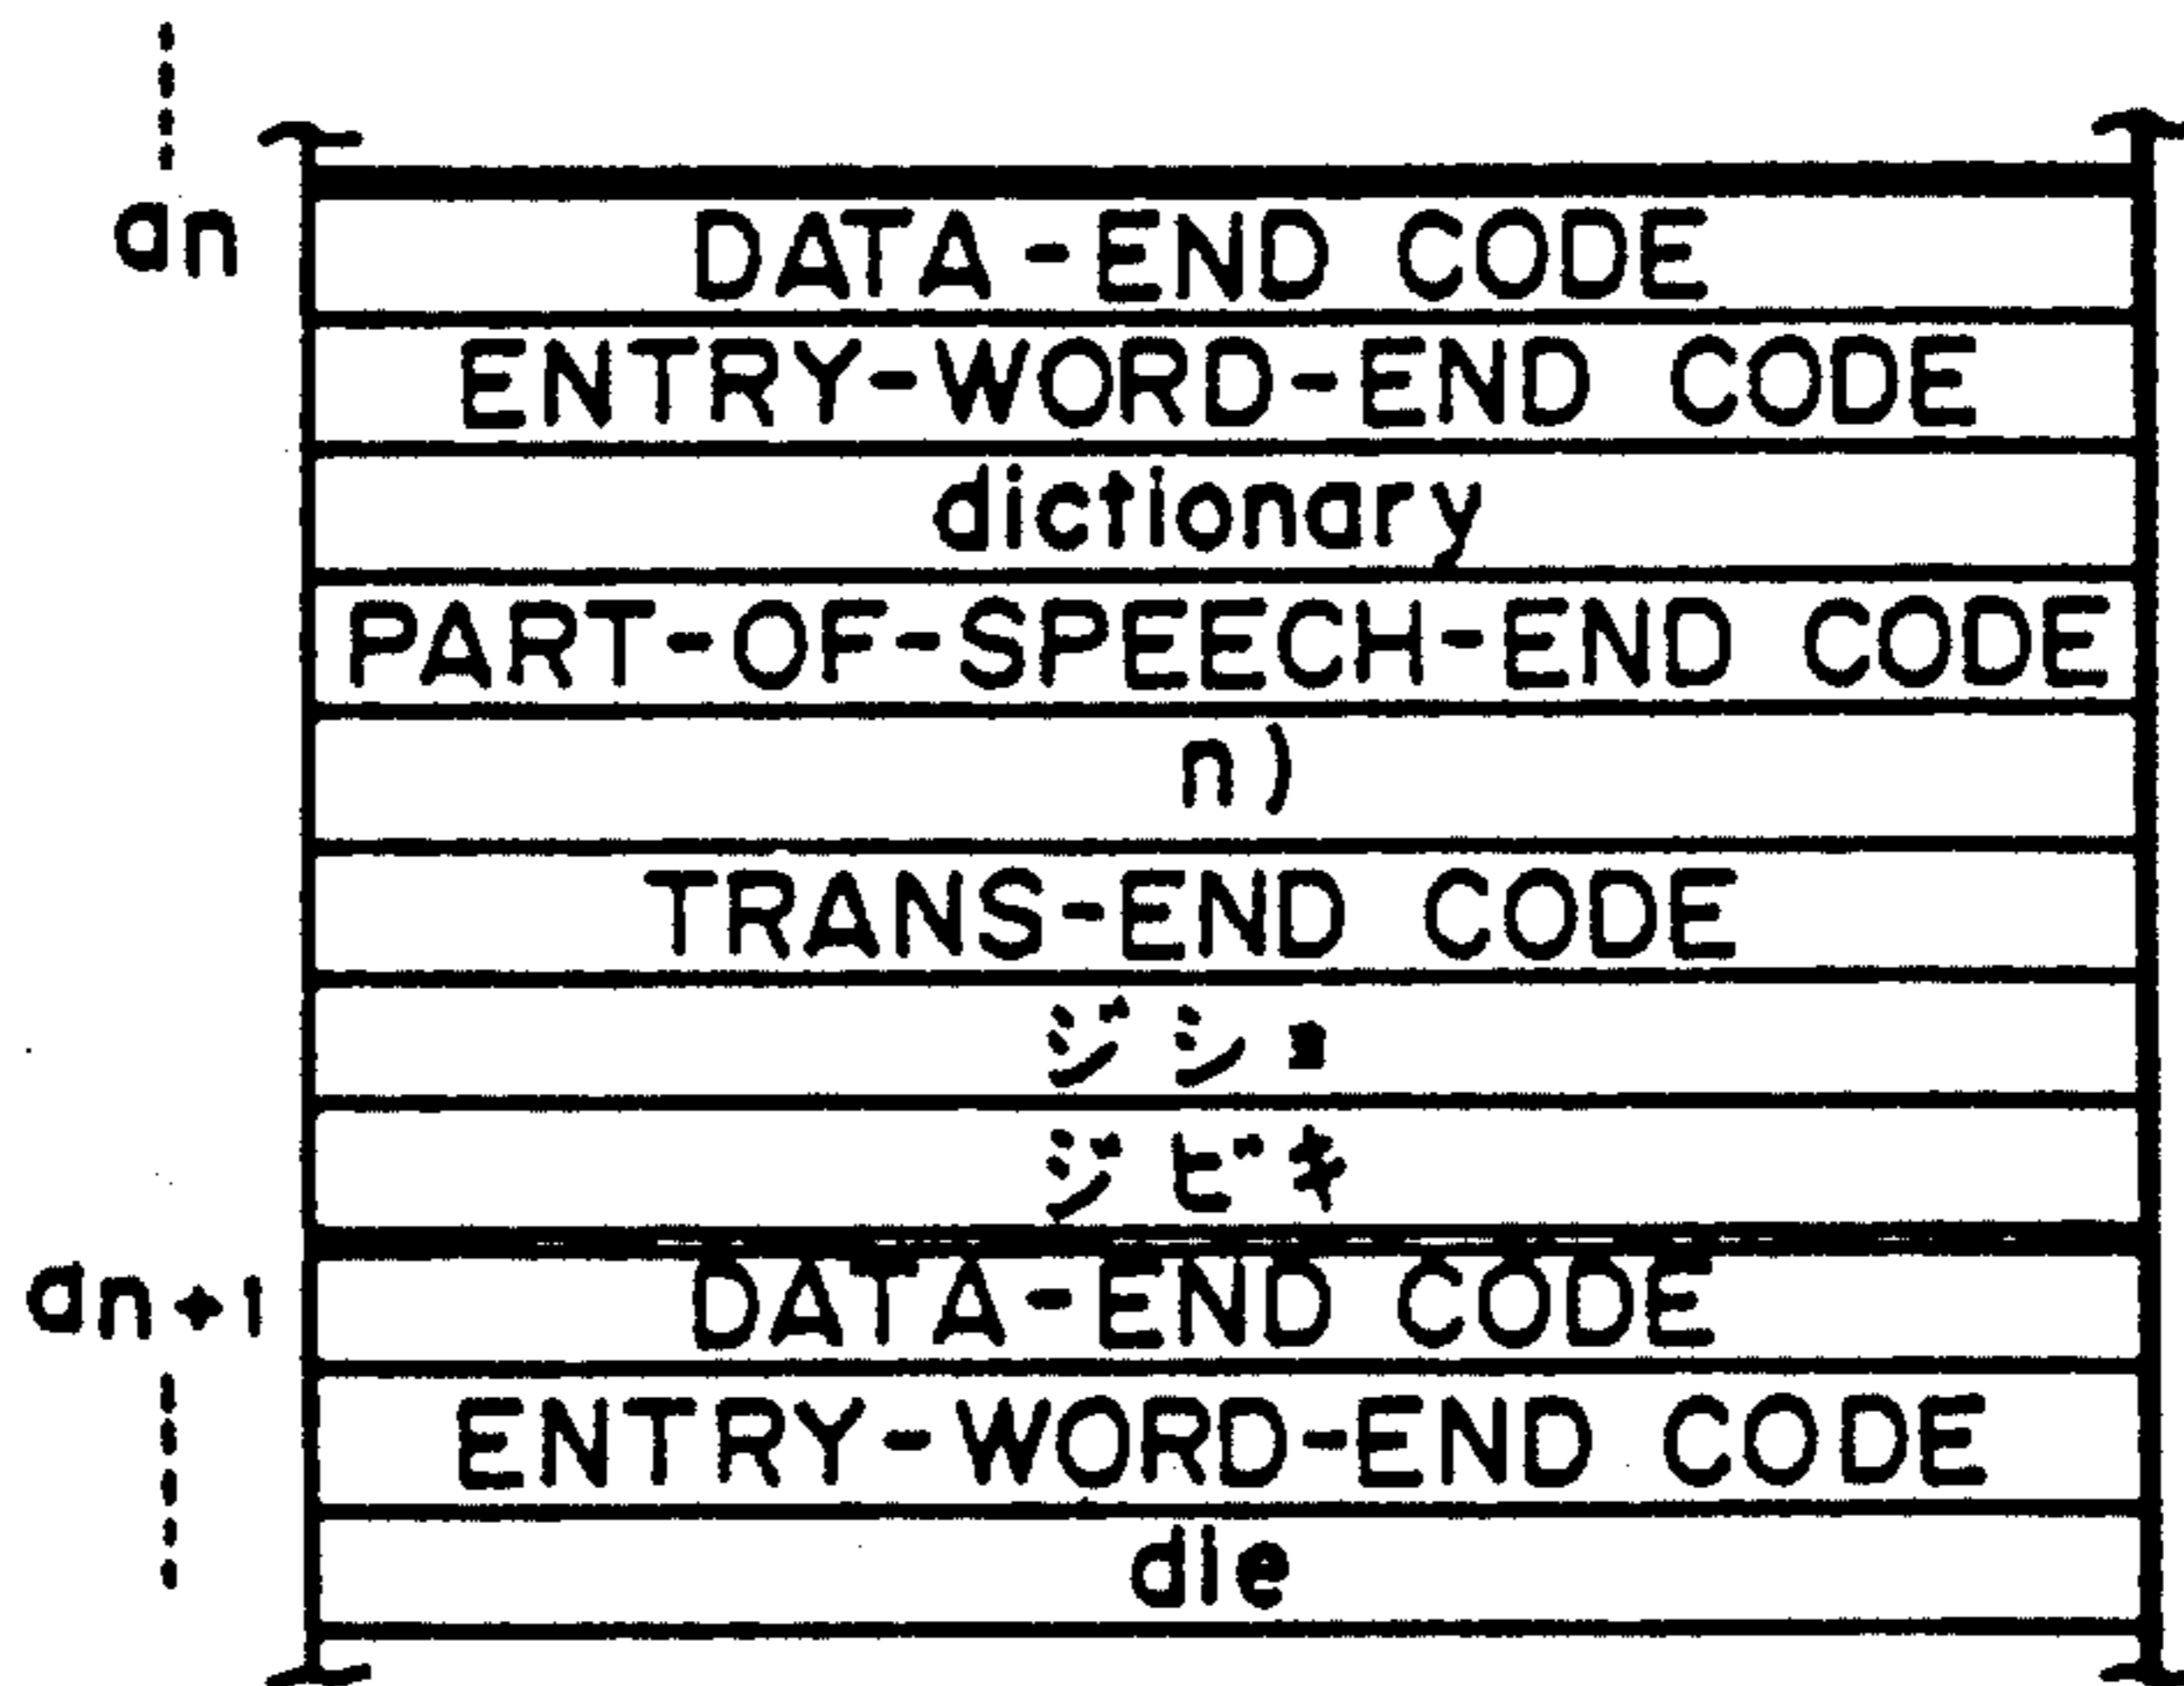 an
DATA-END CODE
ENTRY-WORD-END CODE
dictionary
PART-OF-SPEECH-END CODE
n)
TRANS-END CODE
ジショ
ジビキ
an+1
DATA-END CODE
ENTRY-WORD-END CODE
die